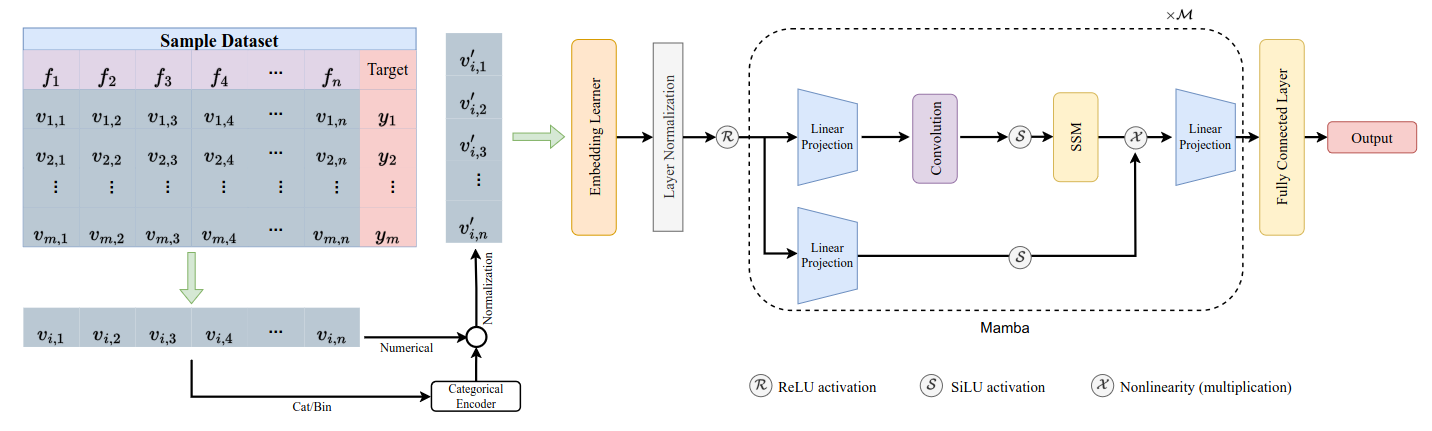 Sample Dataset
f₁ f₂ f₃ f₄ ... fₙ Target
v₁,₁ v₁,₂ v₁,₃ v₁,₄ ... v₁,ₙ y₁
v₂,₁ v₂,₂ v₂,₃ v₂,₄ ... v₂,ₙ y₂
⋮ ⋮ ⋮ ⋮ ⋮ ⋮ ⋮
vₘ,₁ vₘ,₂ vₘ,₃ vₘ,₄ ... vₘ,ₙ yₘ
vᵢ,₁ vᵢ,₂ vᵢ,₃ vᵢ,₄ ... vᵢ,ₙ
Numerical
Cat/Bin
Categorical
Encoder
Normalization
v′ᵢ,₁
v′ᵢ,₂
v′ᵢ,₃
⋮
v′ᵢ,ₙ
Embedding Learner
Layer Normalization
R
×M
Linear
Projection
Convolution
S
SSM
X
Linear
Projection
Linear
Projection
S
Mamba
Fully Connected Layer
Output
R ReLU activation
S SiLU activation
X Nonlinearity (multiplication)